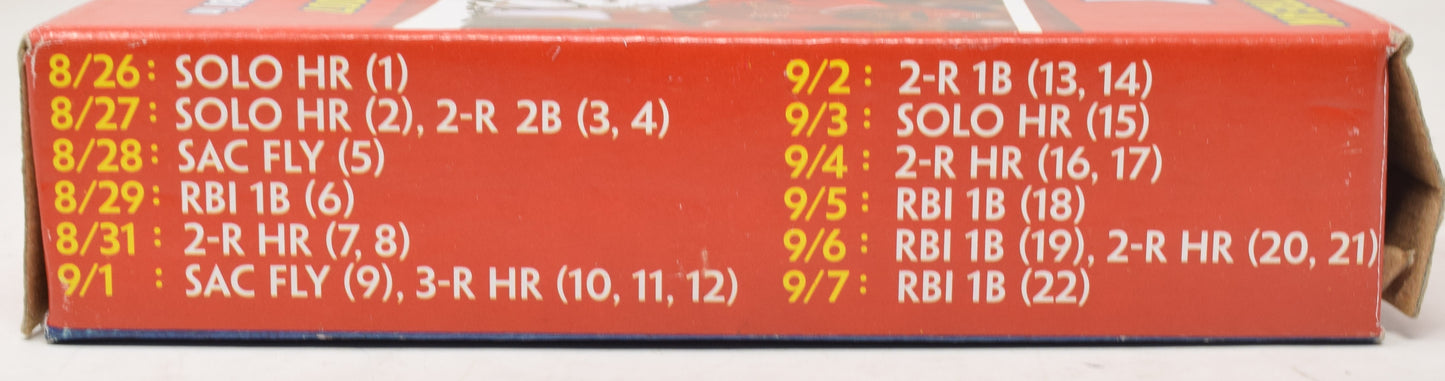 8/26: SOLO HR (1)
8/27: SOLO HR (2), 2-R 2B (3, 4)
8/28: SAC FLY (5)
8/29: RBI 1B (6)
8/31: 2-R HR (7, 8)
9/1 : SAC FLY (9), 3-R HR (10, 11, 12)
9/2: 2-R 1B (13, 14)
9/3: SOLO HR (15)
9/4: 2-R HR (16, 17)
9/5: RBI 1B (18)
9/6: RBI 1B (19), 2-R HR (20, 21)
9/7: RBI 1B (22)